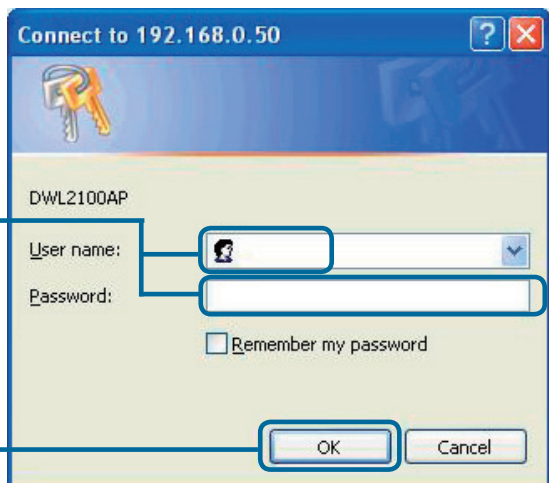 Connect to 192.168.0.50
?
DWL2100AP
User name:
Password:
Remember my password
OK
Cancel